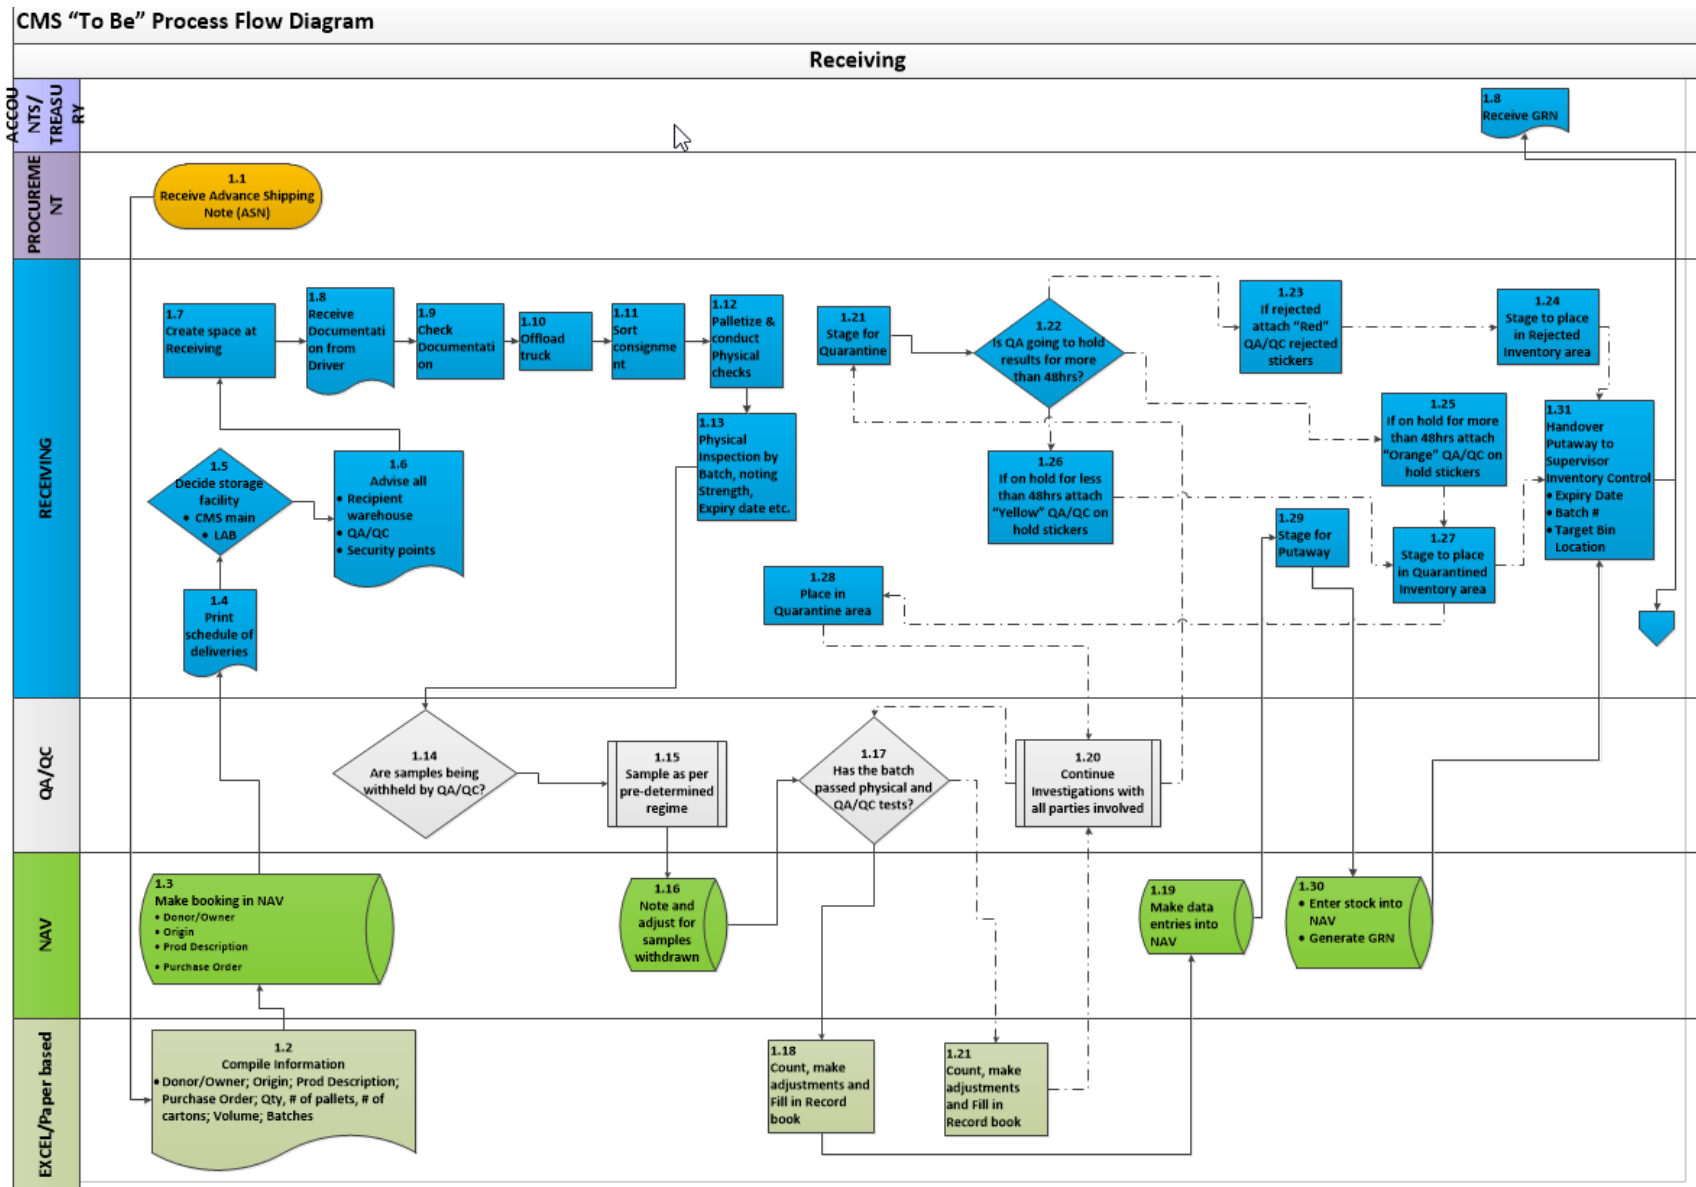 CMS “To Be” Process Flow Diagram
Receiving
ACCOU
NTS/
TREASU
RY
1.8
Receive GRN
PROCUREME
NT
1.1
Receive Advance Shipping
Note (ASN)
RECEIVING
1.7
Create space at
Receiving
1.8
Receive
Documentati
on from
Driver
1.9
Check
Documentati
on
1.10
Offload
truck
1.11
Sort
consignme
nt
1.12
Palletize &
conduct
Physical
checks
1.13
Physical
Inspection by
Batch, noting
Strength,
Expiry date etc.
1.5
Decide storage
facility
• CMS main
• LAB
1.6
Advise all
• Recipient
warehouse
• QA/QC
• Security points
1.4
Print
schedule of
deliveries
1.21
Stage for
Quarantine
1.22
Is QA going to hold
results for more
than 48hrs?
1.23
If rejected
attach “Red”
QA/QC rejected
stickers
1.24
Stage to place
in Rejected
Inventory area
1.25
If on hold for more
than 48hrs attach
“Orange” QA/QC on
hold stickers
1.26
If on hold for less
than 48hrs attach
“Yellow” QA/QC on
hold stickers
1.27
Stage to place
in Quarantined
Inventory area
1.28
Place in
Quarantine area
1.29
Stage for
Putaway
1.31
Handover
Putaway to
Supervisor
Inventory Control
• Expiry Date
• Batch #
• Target Bin
Location
QA/QC
1.14
Are samples being
withheld by QA/QC?
1.15
Sample as per
pre-determined
regime
1.17
Has the batch
passed physical and
QA/QC tests?
1.20
Continue
Investigations with
all parties involved
NAV
1.3
Make booking in NAV
• Donor/Owner
• Origin
• Prod Description
• Purchase Order
1.16
Note and
adjust for
samples
withdrawn
1.19
Make data
entries into
NAV
1.30
• Enter stock into
NAV
• Generate GRN
EXCEL/Paper based
1.2
Compile Information
• Donor/Owner; Origin; Prod Description;
Purchase Order; Qty, # of pallets, # of
cartons; Volume; Batches
1.18
Count, make
adjustments and
Fill in Record
book
1.21
Count, make
adjustments
and Fill in
Record book